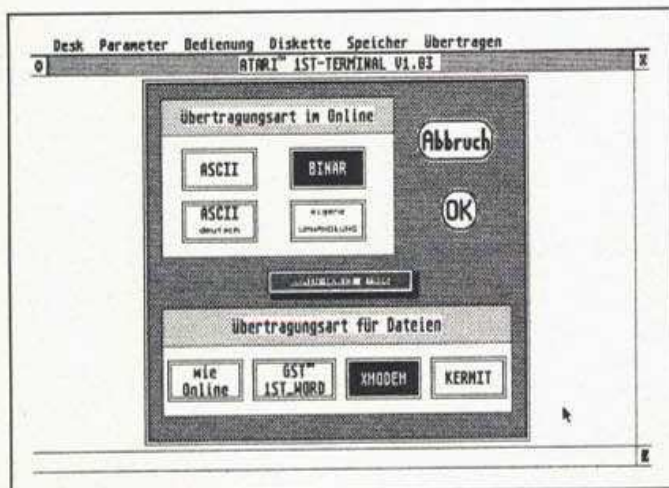 Desk Parameter Bedienung Diskette Speicher Übertragen
ATARI™ 1ST-TERMINAL V1.03
Übertragungsart im Online
Abbruch
ASCII BINAR
ASCII eigene
deutsch UMWANDLUNG
OK
Übertragungsart für Dateien
wie GST™ XMODEM KERMIT
Online 1ST_WORD